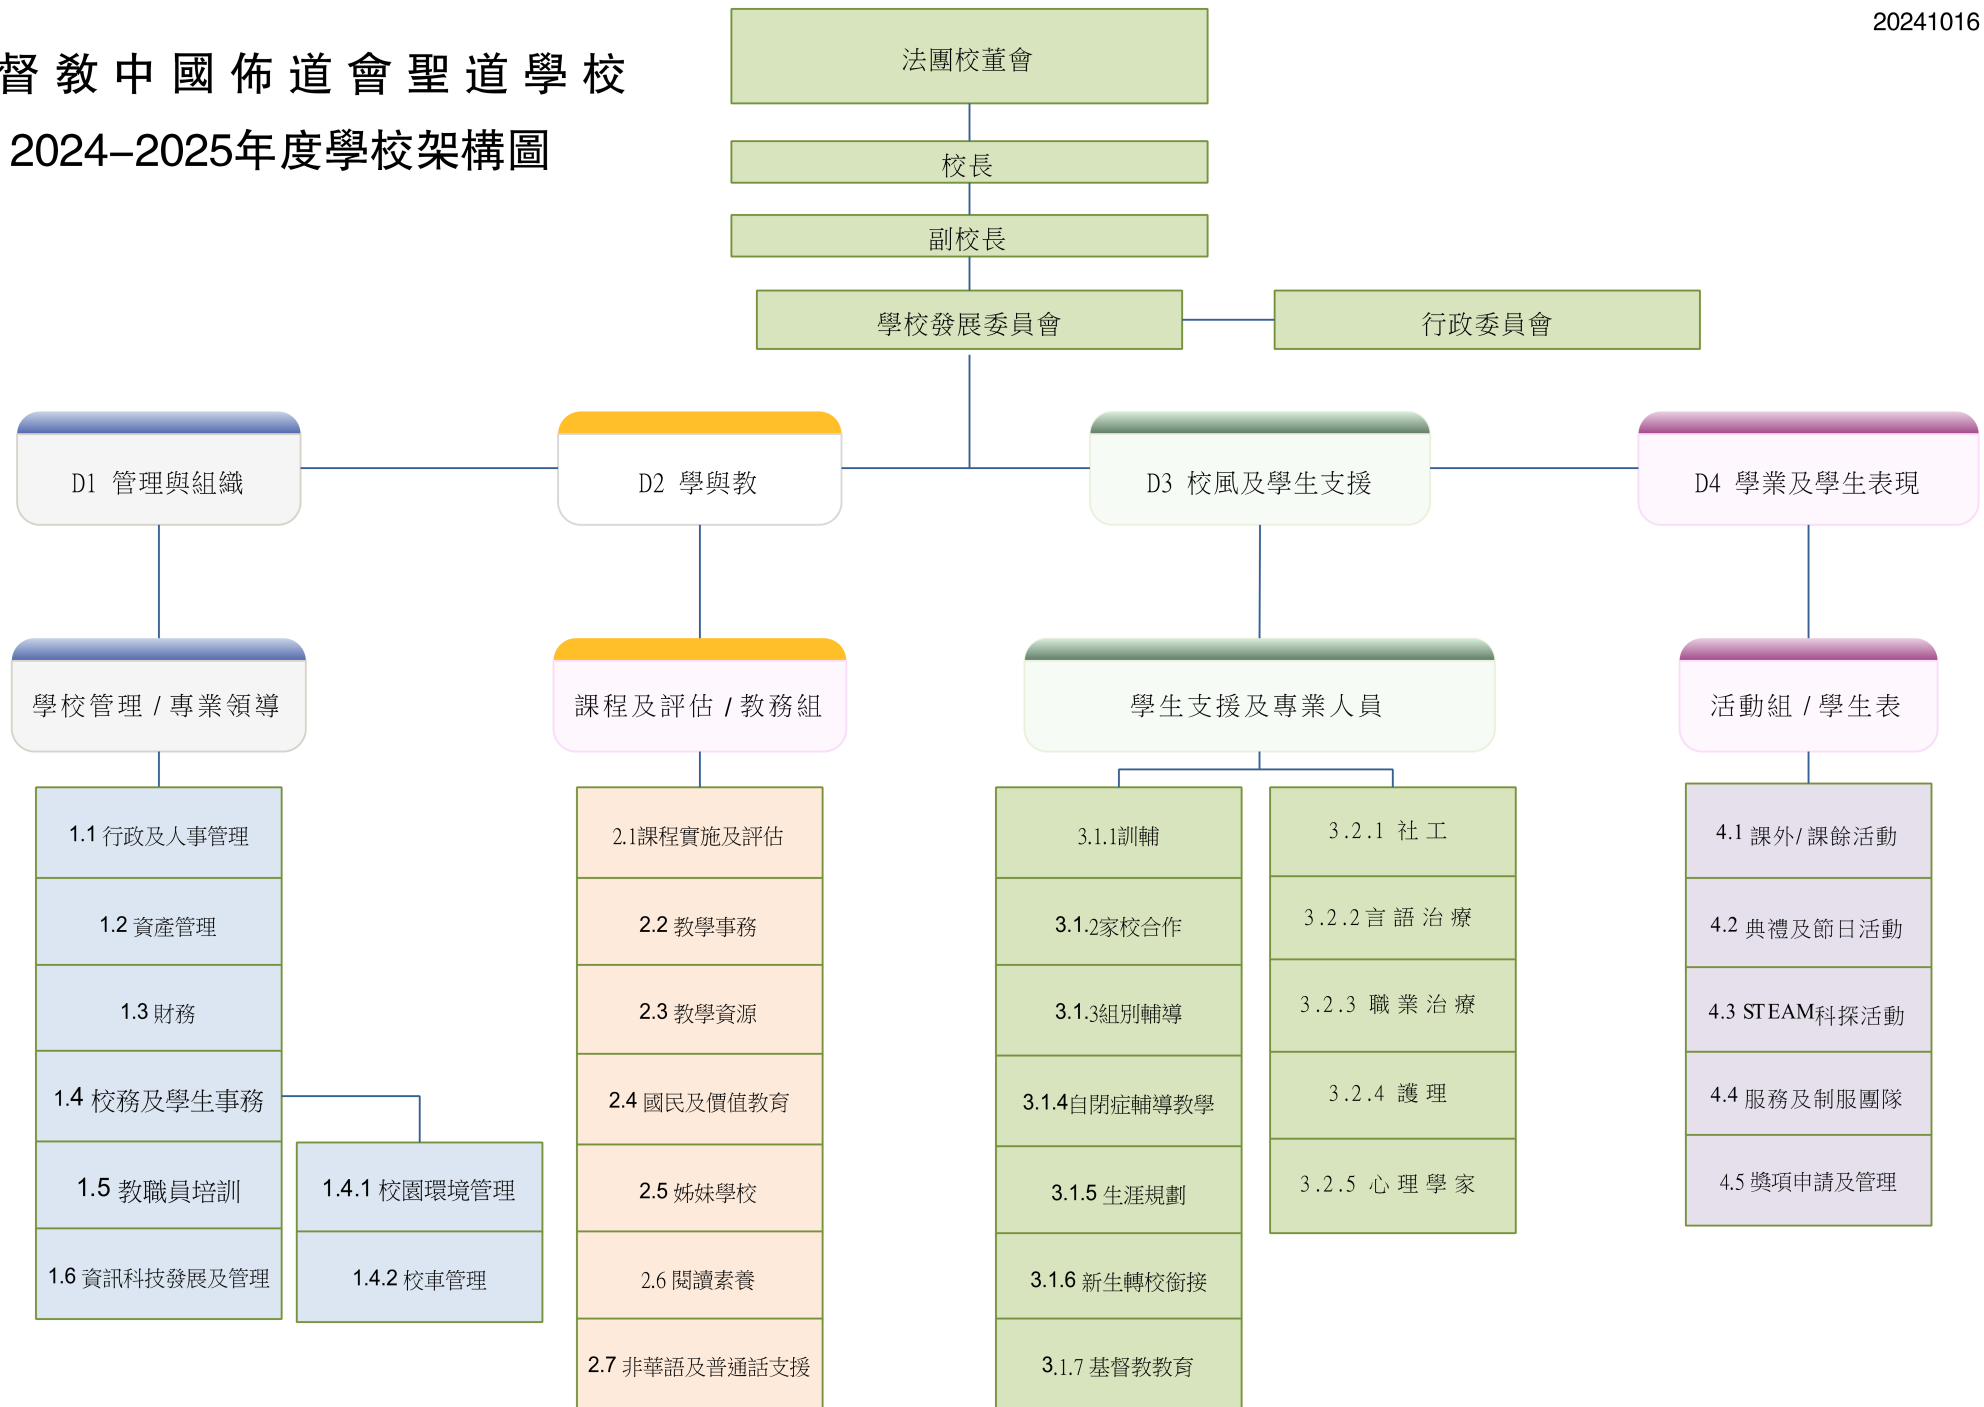 20241016
督教中國佈道會聖道學校
2024-2025年度學校架構圖
法團校董會
校長
副校長
學校發展委員會
行政委員會
D1 管理與組織
D2 學與教
D3 校風及學生支援
D4 學業及學生表現
學校管理 / 專業領導
課程及評估 / 教務組
學生支援及專業人員
活動組 / 學生表
1.1 行政及人事管理
1.2 資產管理
1.3 財務
1.4 校務及學生事務
1.5 教職員培訓
1.6 資訊科技發展及管理
1.4.1 校園環境管理
1.4.2 校車管理
2.1課程實施及評估
2.2 教學事務
2.3 教學資源
2.4 國民及價值教育
2.5 姊妹學校
2.6 閱讀素養
2.7 非華語及普通話支援
3.1.1訓輔
3.1.2家校合作
3.1.3組別輔導
3.1.4自閉症輔導教學
3.1.5 生涯規劃
3.1.6 新生轉校銜接
3.1.7 基督教教育
3.2.1 社工
3.2.2言語治療
3.2.3 職業治療
3.2.4 護理
3.2.5 心理學家
4.1 課外/ 課餘活動
4.2 典禮及節日活動
4.3 STEAM科探活動
4.4 服務及制服團隊
4.5 獎項申請及管理